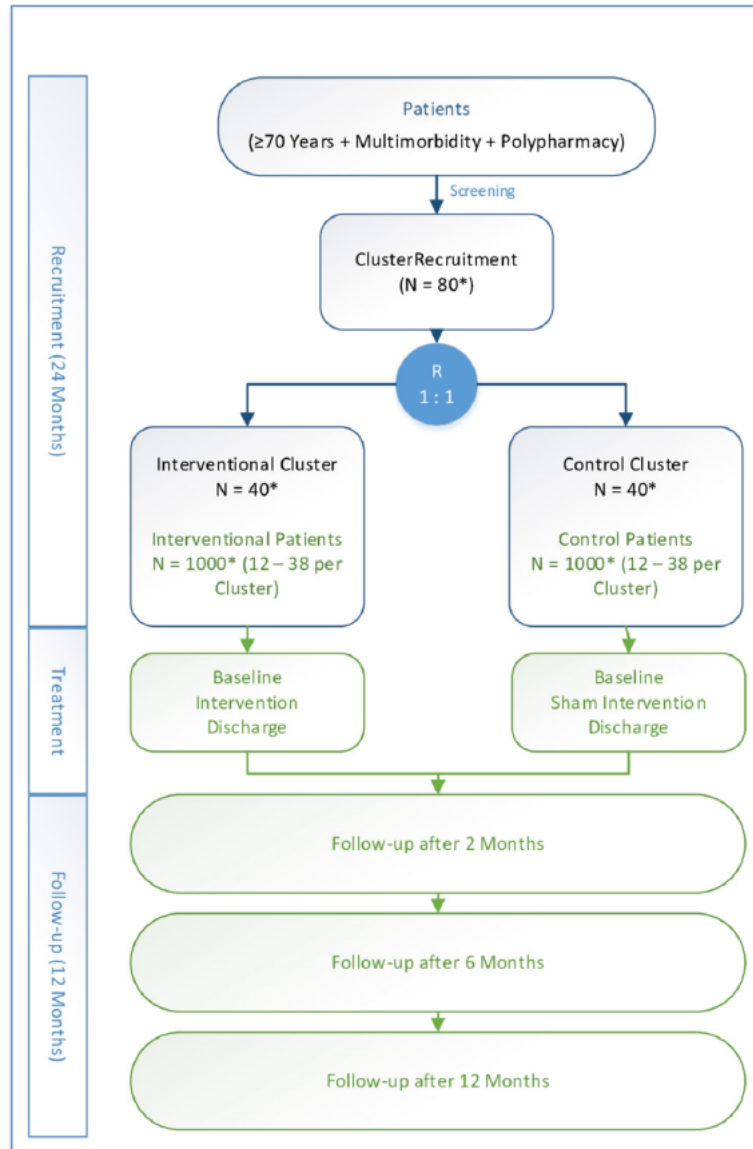 Recruitment (24 Months)
Patients
(≥70 Years + Multimorbidity + Polypharmacy)
Screening
ClusterRecruitment
(N = 80*)
R
1 : 1
Interventional Cluster
N = 40*
Interventional Patients
N = 1000* (12 – 38 per
Cluster)
Control Cluster
N = 40*
Control Patients
N = 1000* (12 – 38 per
Cluster)
Treatment
Baseline
Intervention
Discharge
Baseline
Sham Intervention
Discharge
Follow-up (12 Months)
Follow-up after 2 Months
Follow-up after 6 Months
Follow-up after 12 Months